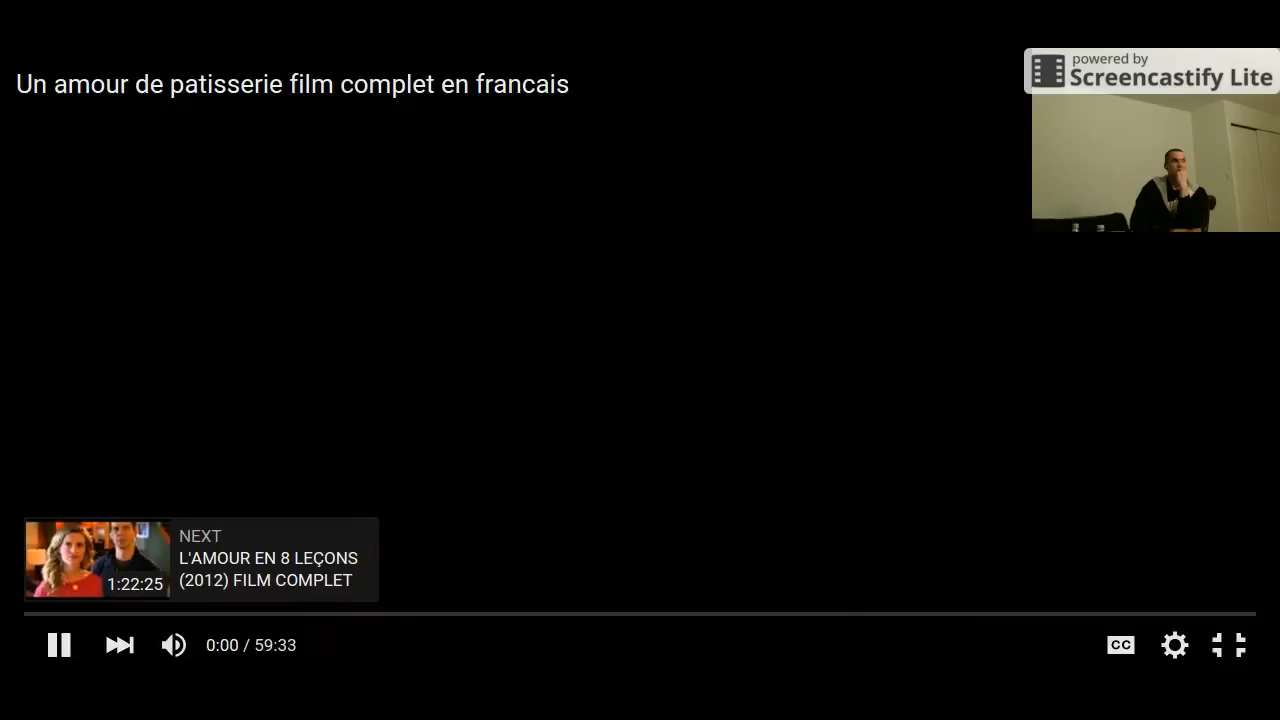 Un amour de patisserie film complet en francais
powered by
Screencastify Lite
NEXT
L'AMOUR EN 8 LEÇONS
(2012) FILM COMPLET
1:22:25
0:00 / 59:33
CC